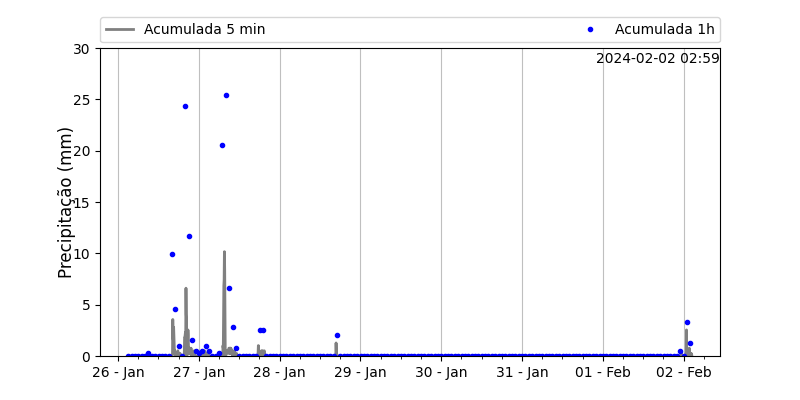 Acumulada 5 min
Acumulada 1h
2024-02-02 02:59
Precipitação (mm)
30
25
20
15
10
5
0
26 - Jan
27 - Jan
28 - Jan
29 - Jan
30 - Jan
31 - Jan
01 - Feb
02 - Feb